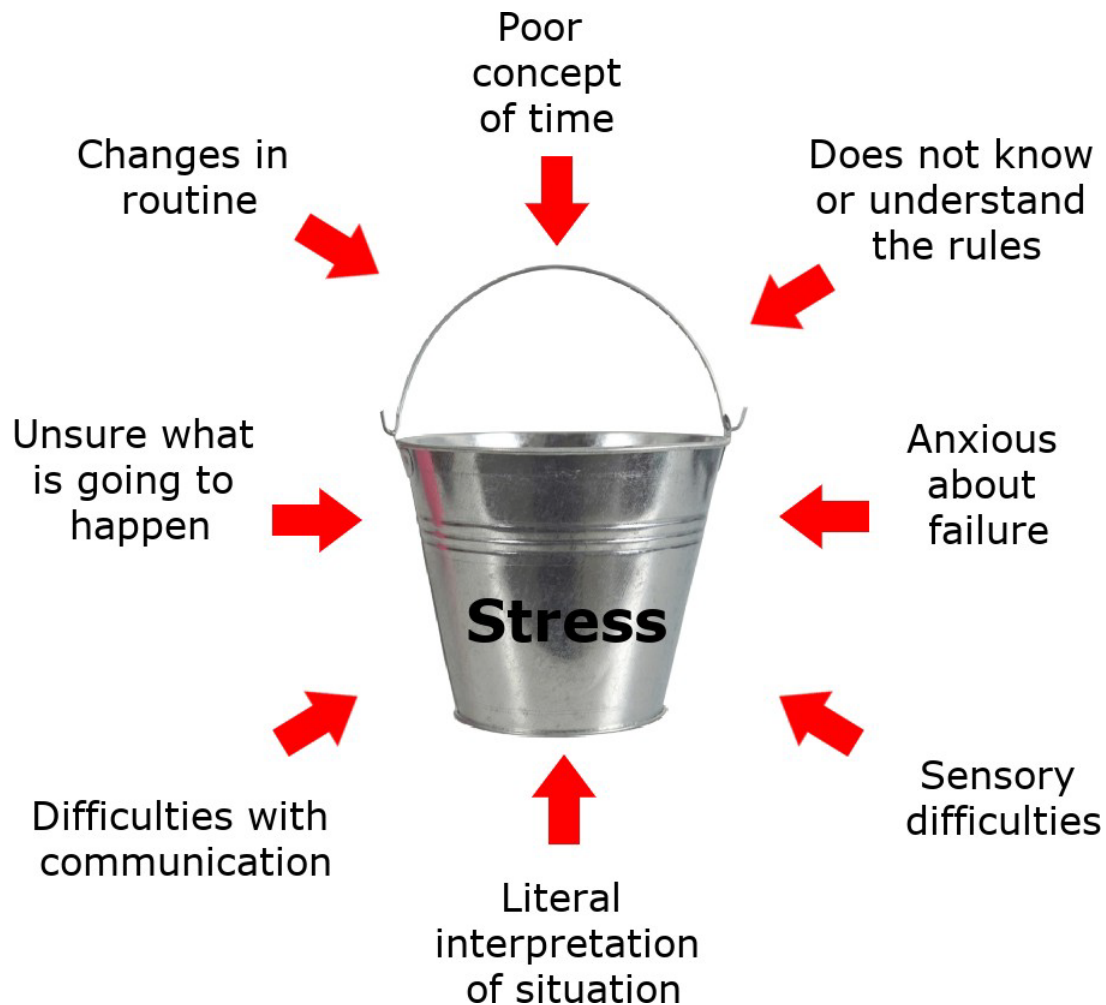 Poor
concept
of time
Changes in
routine
Does not know
or understand
the rules
Unsure what
is going to
happen
Anxious
about
failure
Stress
Difficulties with
communication
Sensory
difficulties
Literal
interpretation
of situation